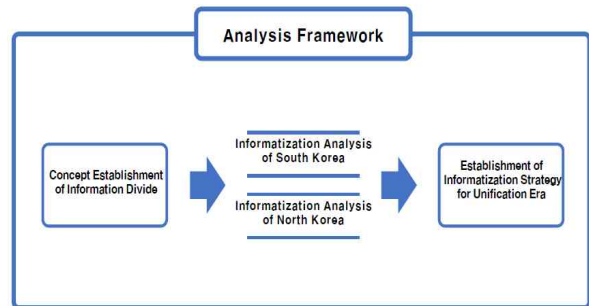 Analysis Framework
Concept Establishment
of Information Divide
Informatization Analysis
of South Korea
Informatization Analysis
of North Korea
Establishment of
Informatization Strategy
for Unification Era